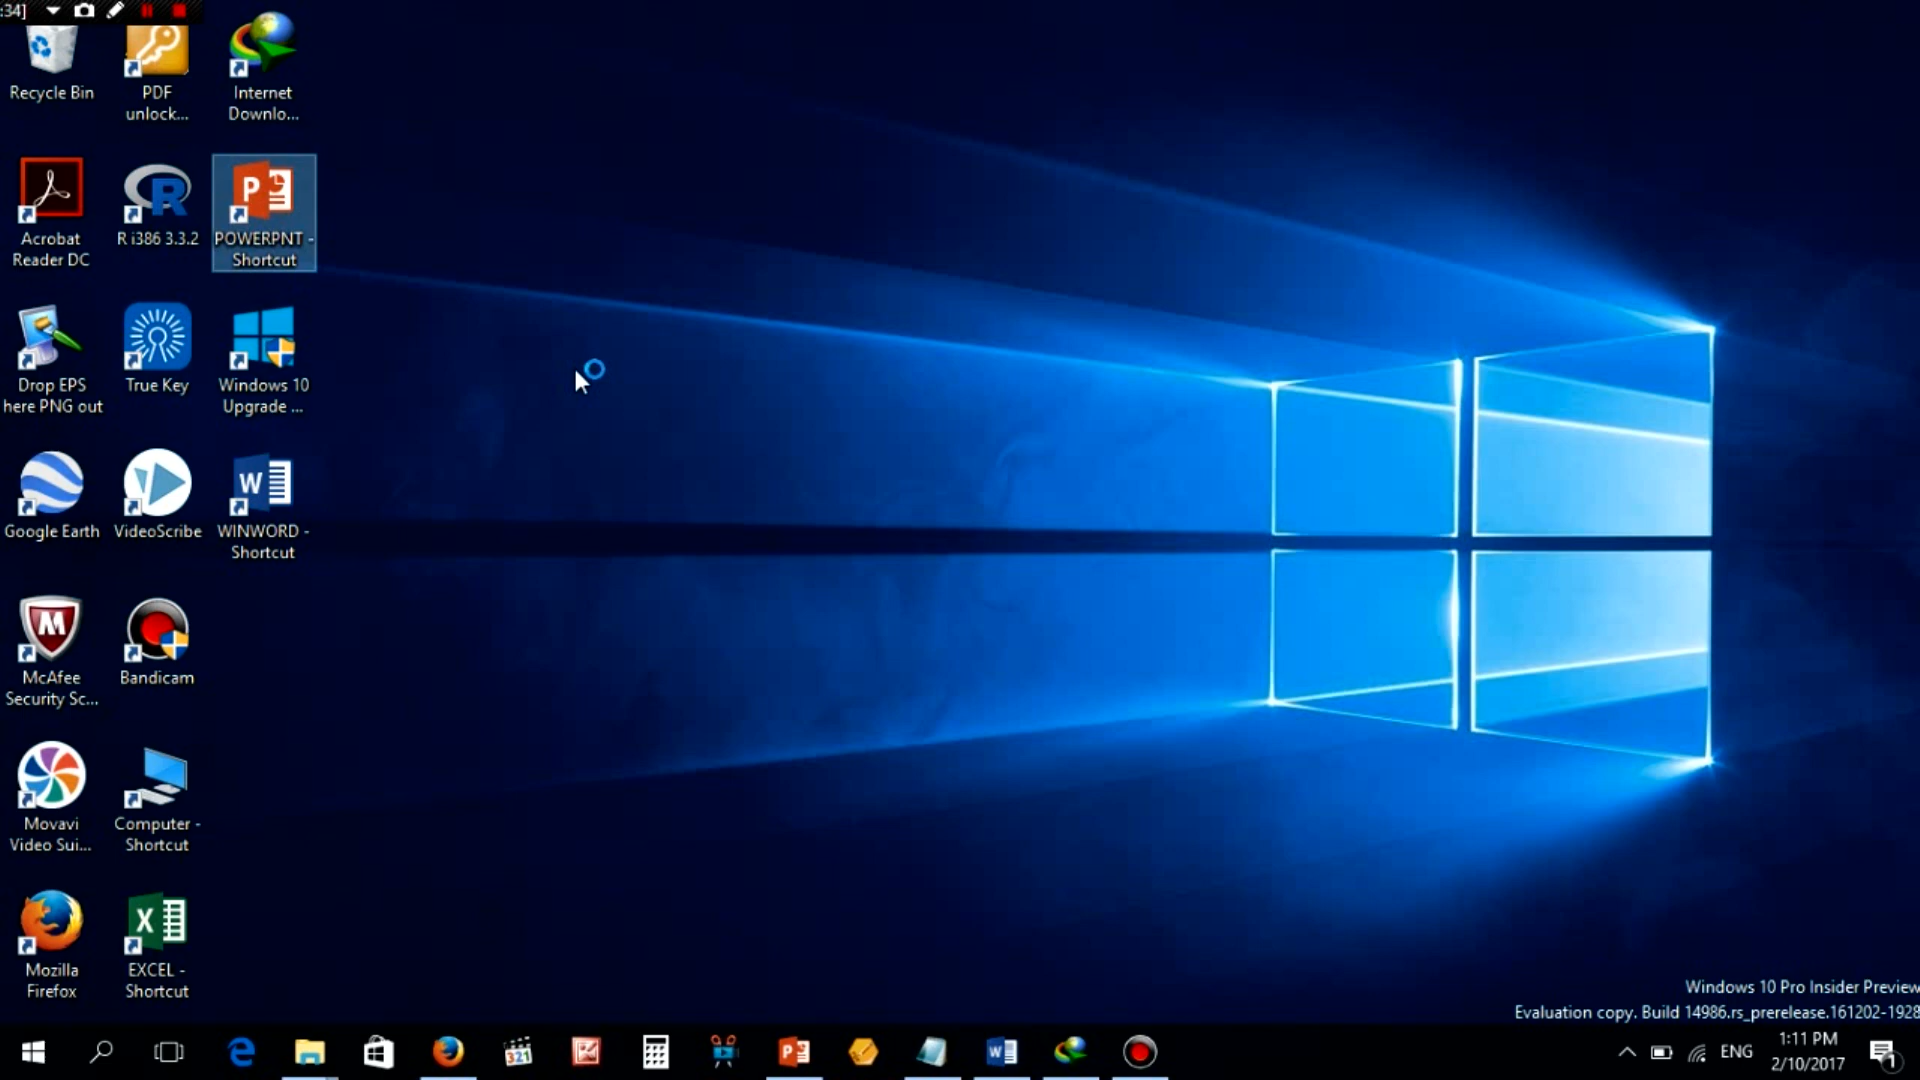 :34]
Recycle Bin
PDF
unlock...
Internet
Downlo...
Acrobat
Reader DC
R i386 3.3.2
POWERPNT -
Shortcut
Drop EPS
here PNG out
True Key
Windows 10
Upgrade ...
Google Earth
VideoScribe
WINWORD -
Shortcut
McAfee
Security Sc...
Bandicam
Movavi
Video Sui...
Computer -
Shortcut
Mozilla
Firefox
EXCEL -
Shortcut
Windows 10 Pro Insider Preview
Evaluation copy. Build 14986.rs_prerelease.161202-1928
321
ENG
1:11 PM
2/10/2017
1